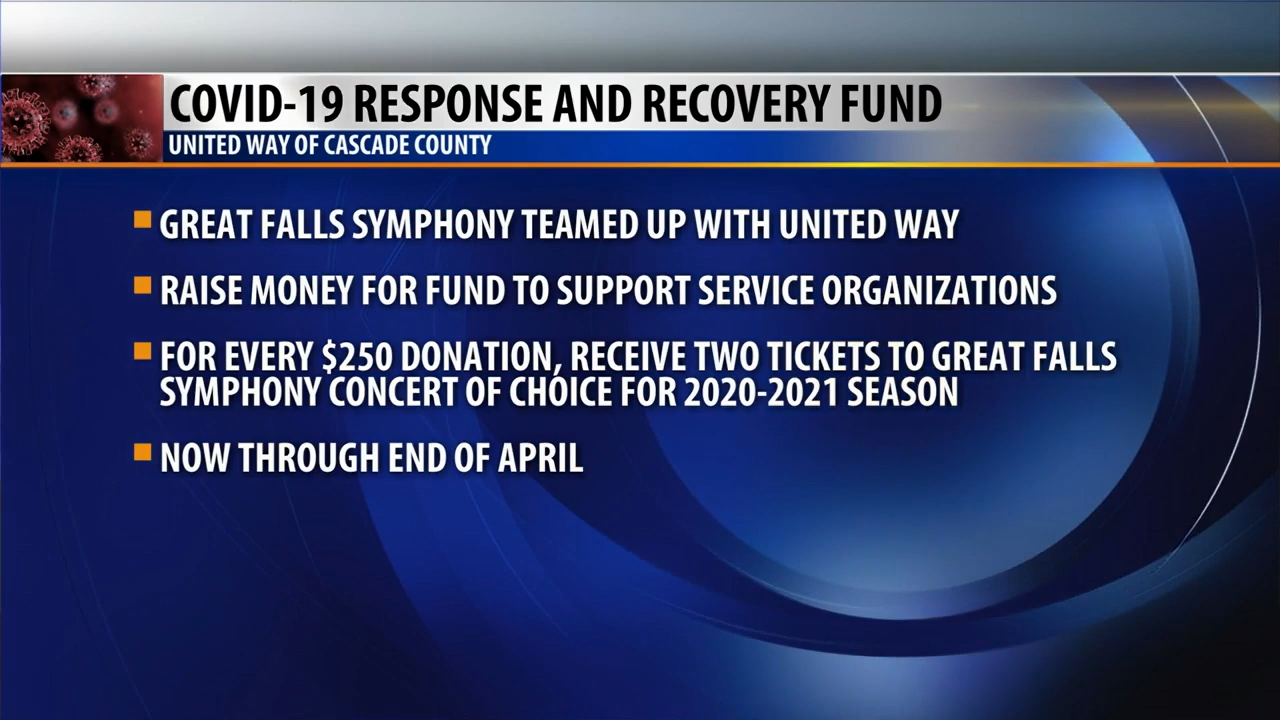 COVID-19 RESPONSE AND RECOVERY FUND
UNITED WAY OF CASCADE COUNTY
GREAT FALLS SYMPHONY TEAMED UP WITH UNITED WAY
RAISE MONEY FOR FUND TO SUPPORT SERVICE ORGANIZATIONS
FOR EVERY $250 DONATION, RECEIVE TWO TICKETS TO GREAT FALLS
SYMPHONY CONCERT OF CHOICE FOR 2020-2021 SEASON
NOW THROUGH END OF APRIL